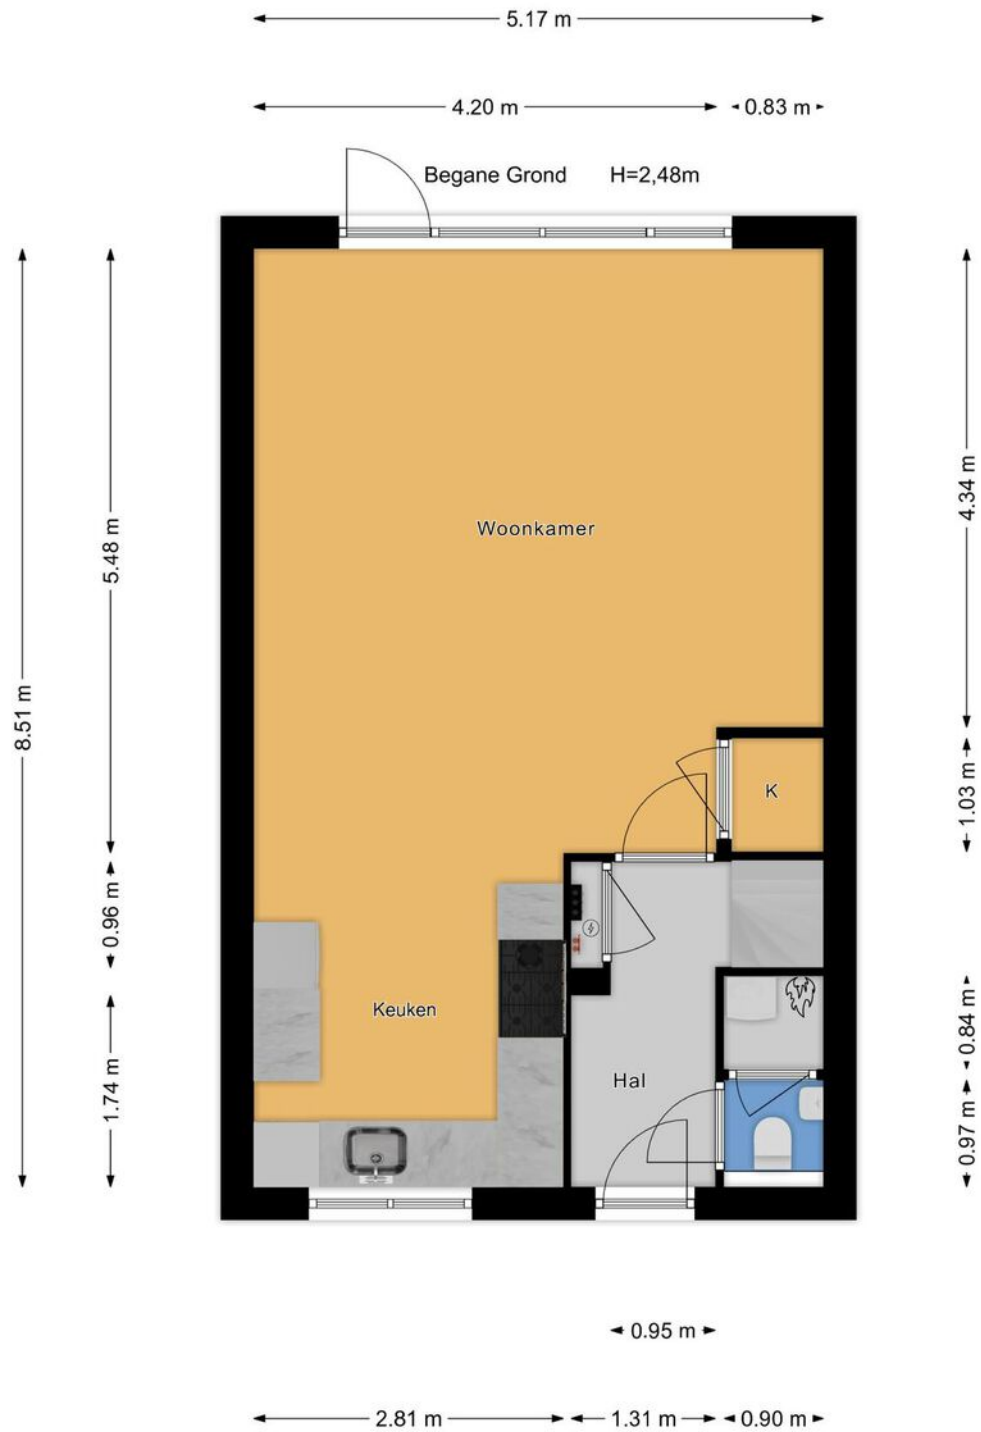 5.17 m
4.20 m
0.83 m
Begane Grond H=2,48m
8.51 m
5.48 m
0.96 m
1.74 m
4.34 m
1.03 m
0.84 m
0.97 m
Woonkamer
K
Keuken
Hal
0.95 m
2.81 m
1.31 m
0.90 m